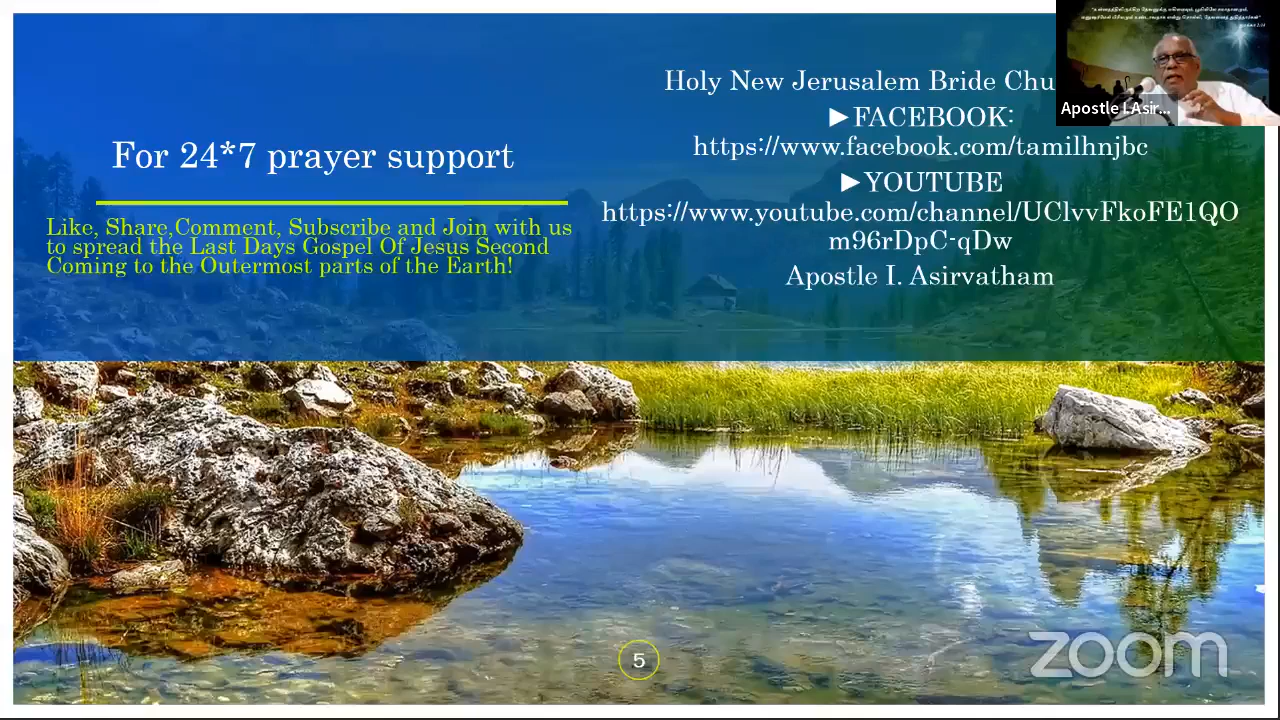 For 24*7 prayer support
Like, Share,Comment, Subscribe and Join with us
to spread the Last Days Gospel Of Jesus Second
Coming to the Outermost parts of the Earth!
Holy New Jerusalem Bride Chu
►FACEBOOK:
https://www.facebook.com/tamilhnjbc
►YOUTUBE
https://www.youtube.com/channel/UClvvFkoFE1QO
m96rDpC-qDw
Apostle I. Asirvatham
Apostle I.Asir...
5
zoom